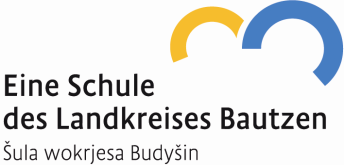 Eine Schule
des Landkreises Bautzen
Šula wokrjesa Budyšin